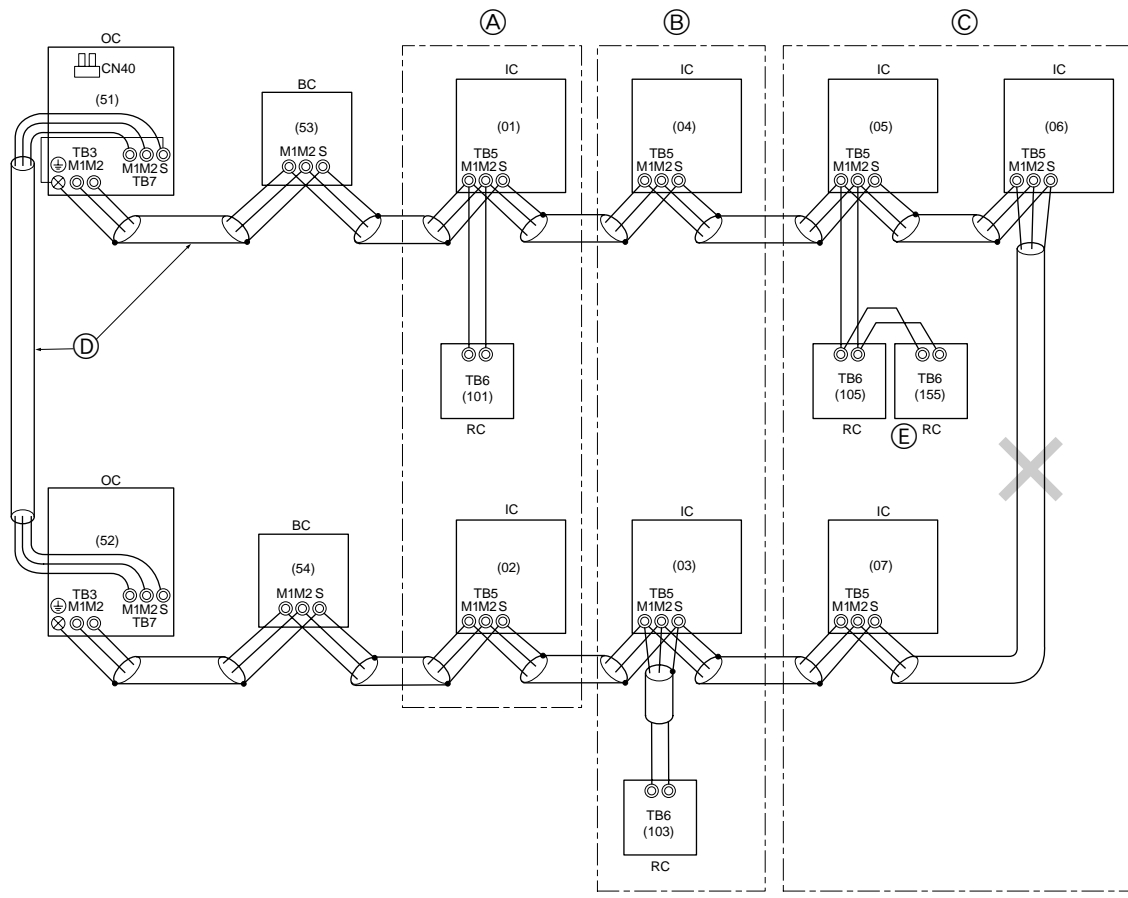 A
B
C
OC
CN40
(51)
TB3
M1M2
M1M2 S
TB7
BC
(53)
M1M2 S
IC
(01)
TB5
M1M2 S
IC
(04)
TB5
M1M2 S
IC
(05)
TB5
M1M2 S
IC
(06)
TB5
M1M2 S
D
TB6
(101)
RC
TB6
(105)
RC
E
TB6
(155)
RC
OC
(52)
TB3
M1M2
M1M2 S
TB7
BC
(54)
M1M2 S
IC
(02)
TB5
M1M2 S
IC
(03)
TB5
M1M2 S
IC
(07)
TB5
M1M2 S
TB6
(103)
RC